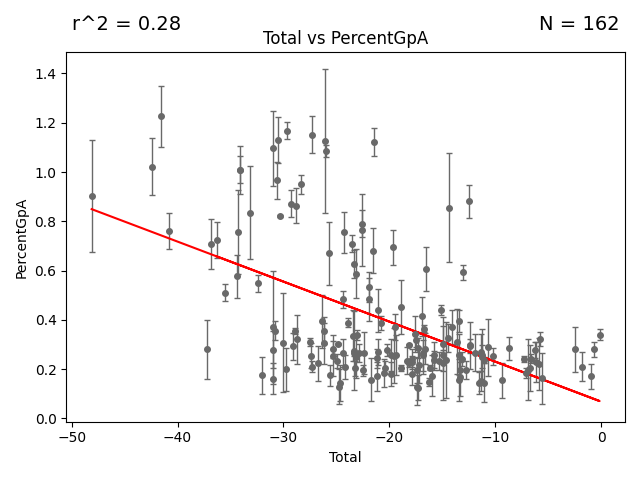 r^2 = 0.28
N = 162
Total vs PercentGpA
PercentGpA
1.4
1.2
1.0
0.8
0.6
0.4
0.2
0.0
−50
−40
−30
−20
−10
0
Total